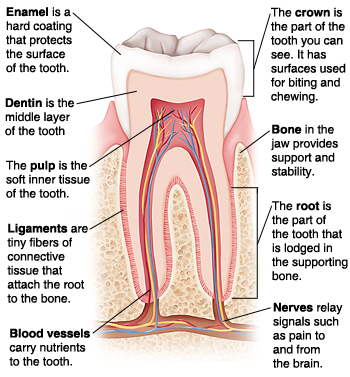 Enamel is a
hard coating
that protects
the surface
of the tooth.
Dentin is the
middle layer
of the tooth
The pulp is the
soft inner tissue
of the tooth.
Ligaments are
tiny fibers of
connective
tissue that
attach the root
to the bone.
Blood vessels
carry nutrients
to the tooth.
The crown is
the part of the
tooth you can
see. It has
surfaces used
for biting and
chewing.
Bone in the
jaw provides
support and
stability.
The root is
the part of
the tooth that
is lodged in
the supporting
bone.
Nerves relay
signals such
as pain to
and from
the brain.